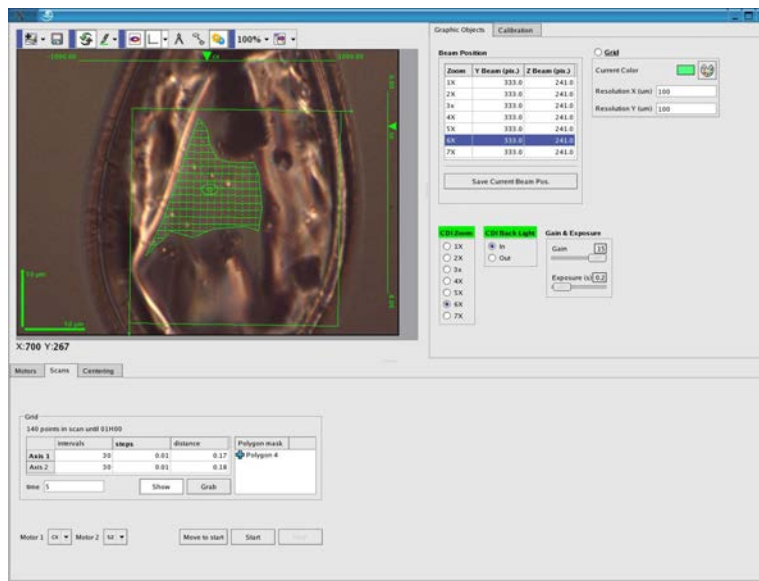 Graphic Objects Calibration
100%
Beam Position
Grid
Zoom Y Beam (pix.) Z Beam (pix.)
1X 333.0 241.0
2X 333.0 241.0
3x 333.0 241.0
4X 333.0 241.0
5X 333.0 241.0
6X 333.0 241.0
7X 333.0 241.0
Current Color
Resolution X (um) 100
Resolution Y (um) 100
Save Current Beam Pos.
CDI Zoom
1X
2X
3x
4X
5X
6X
7X
CDI Back Light
In
Out
Gain & Exposure
Gain 15
Exposure (s) 0.2
cx
X:700 Y:267
Motors Scans Centering
Grid
140 points in scan until 01H00
intervals steps distance
Axis 1 30 0.01 0.17
Axis 2 30 0.01 0.18
Polygon mask
Polygon 4
time 5
Show Grab
Motor 1 cx Motor 2 sz
Move to start Start